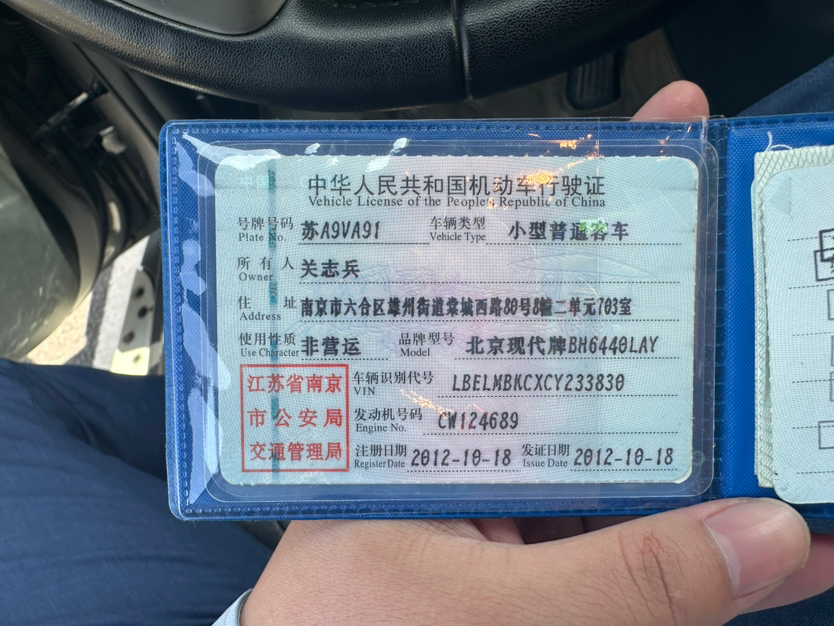 中华人民共和国机动车行驶证
Vehicle License of the People's Republic of China
号牌号码 苏A9VA91 车辆类型 小型普通客车
Plate No. Vehicle Type
所有人 关志兵
Owner
住址 南京市六合区雄州街道棠城西路80号8幢二单元703室
Address
使用性质 非营运 品牌型号 北京现代牌BH6440LAY
Use Character Model
江苏省南京 车辆识别代号 LBELMBKCXCY233830
VIN
市公安局 发动机号码 CW124689
Engine No.
交通管理局 注册日期 2012-10-18 发证日期 2012-10-18
Register Date Issue Date